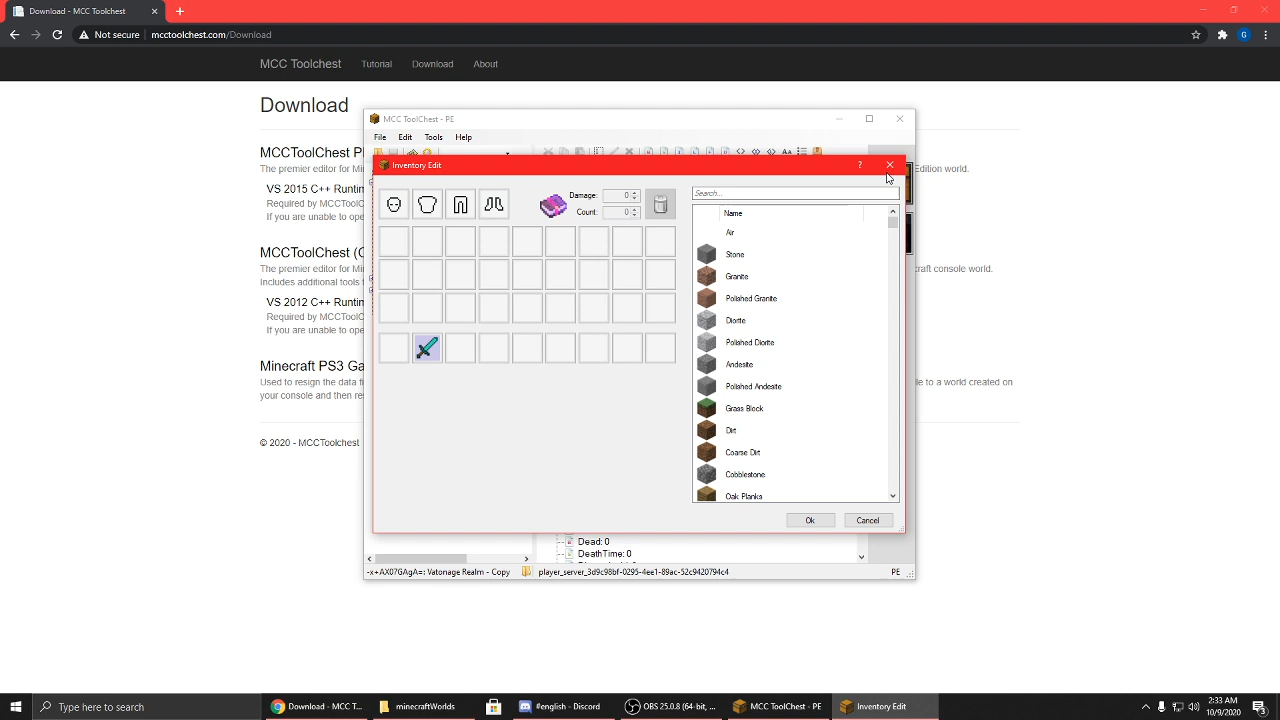 Download - MCC Toolchest
Not secure mcctoolchest.com/Download
G
MCC Toolchest Tutorial Download About
Download
MCC ToolChest - PE
File Edit Tools Help
MCCToolChest P
The premier editor for Mi
Edition world.
VS 2015 C++ Runtin
Required by MCCToolC
If you are unable to ope
MCCToolChest (C
The premier editor for Mi
craft console world.
Includes additional tools
VS 2012 C++ Runtin
Required by MCCToolC
If you are unable to ope
Minecraft PS3 Ga
Used to resign the data fi
le to a world created on
your console and then re
© 2020 - MCCToolchest
Inventory Edit
?
Damage: 0
Count: 0
Search...
Name
Air
Stone
Granite
Polished Granite
Diorite
Polished Diorite
Andesite
Polished Andesite
Grass Block
Dirt
Coarse Dirt
Cobblestone
Oak Planks
Ok Cancel
Dead: 0
DeathTime: 0
-x+AX07GAgA=: Vatonage Realm - Copy
player_server_3d9c98bf-0295-4ee1-89ac-52c9420794c4
PE
Type here to search
Download - MCC T...
minecraftWorlds
#english - Discord
OBS 25.0.8 (64-bit, ...
MCC ToolChest - PE
Inventory Edit
2:33 AM
10/9/2020
3